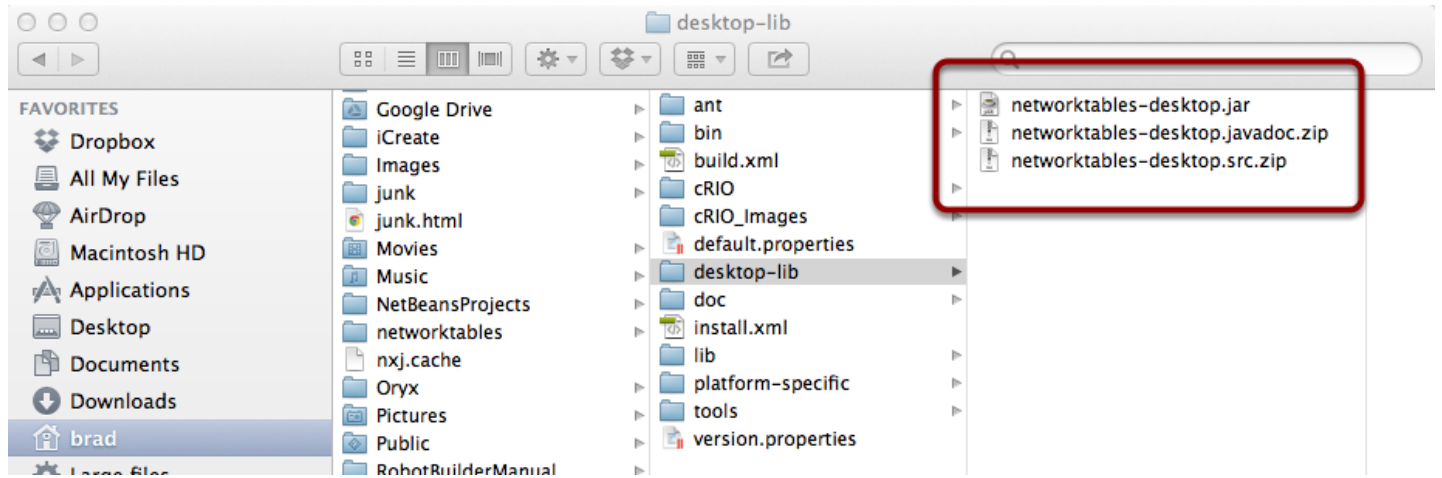 desktop-lib
FAVORITES
Dropbox
All My Files
AirDrop
Macintosh HD
Applications
Desktop
Documents
Downloads
brad
Large files
Google Drive
iCreate
Images
junk
junk.html
Movies
Music
NetBeansProjects
networktables
nxj.cache
Oryx
Pictures
Public
RobotBuilderManual
ant
bin
build.xml
cRIO
cRIO_Images
default.properties
desktop-lib
doc
install.xml
lib
platform-specific
tools
version.properties
networktables-desktop.jar
networktables-desktop.javadoc.zip
networktables-desktop.src.zip